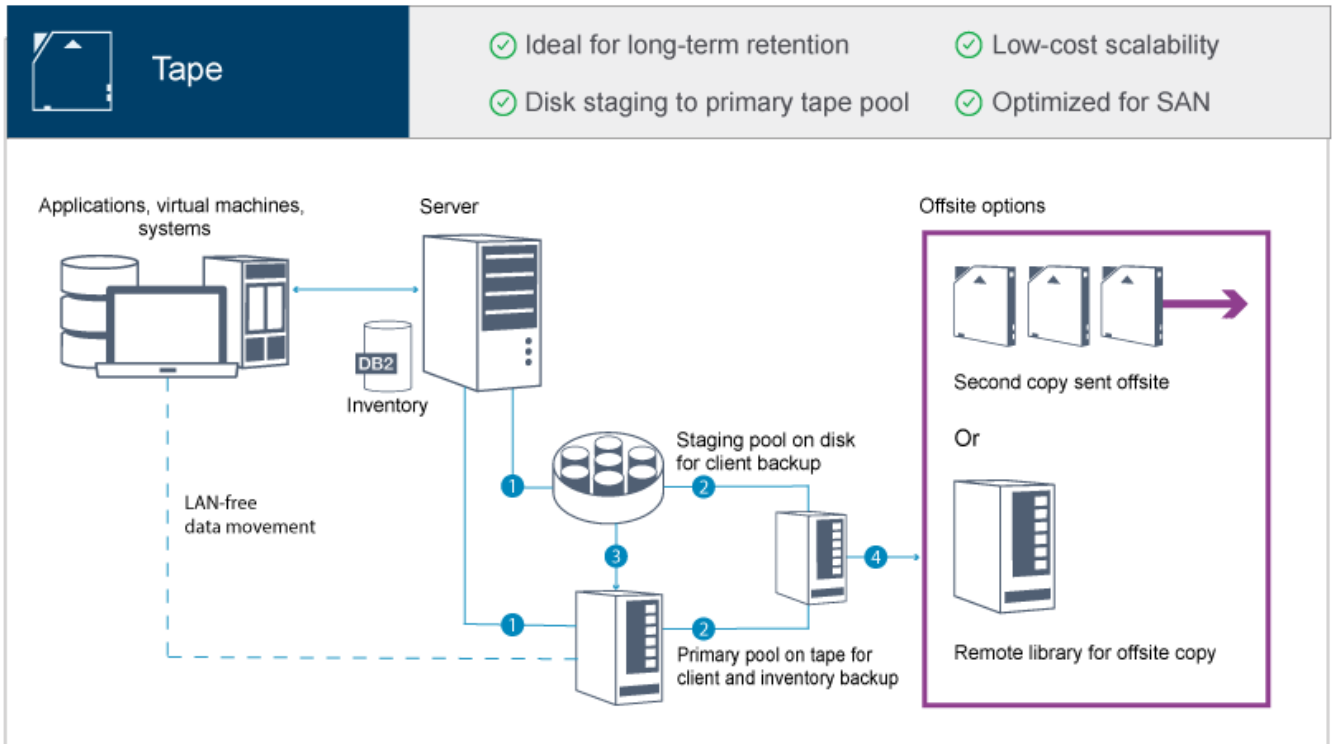 Tape
Ideal for long-term retention
Low-cost scalability
Disk staging to primary tape pool
Optimized for SAN
Applications, virtual machines,
systems
Server
Offsite options
DB2
Inventory
Second copy sent offsite
Or
Staging pool on disk
for client backup
1
2
LAN-free
data movement
3
4
1
2
Primary pool on tape for
client and inventory backup
Remote library for offsite copy